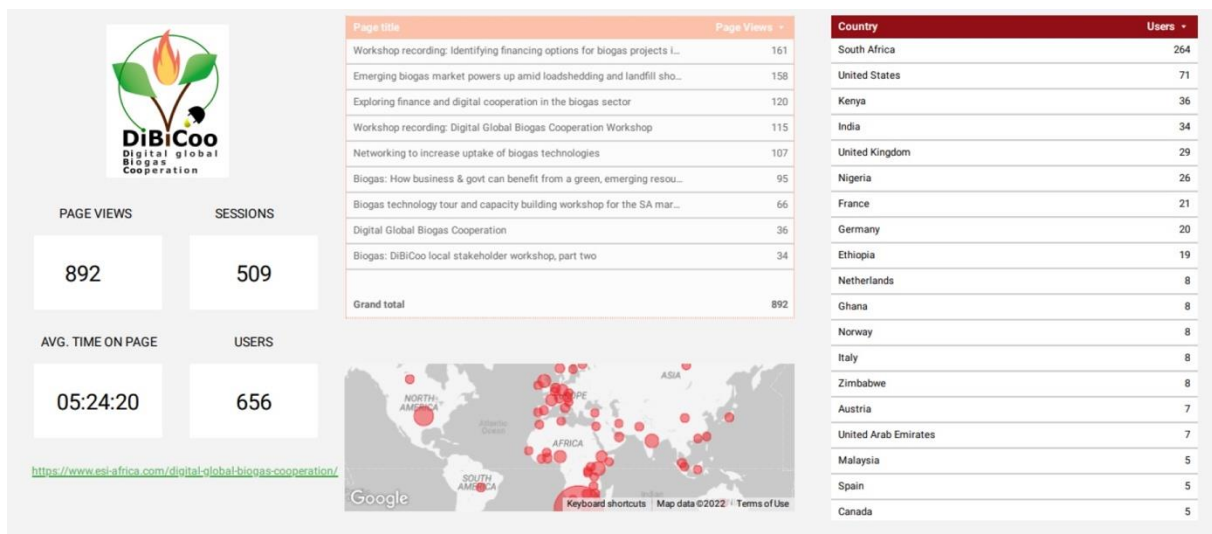 DiBiCoo
Digital global
Biogas
Cooperation
PAGE VIEWS SESSIONS
892 509
AVG. TIME ON PAGE USERS
05:24:20 656
https://www.esi-africa.com/digital-global-biogas-cooperation/
Page title Page Views
Workshop recording: Identifying financing options for biogas projects i... 161
Emerging biogas market powers up amid loadshedding and landfill sho... 158
Exploring finance and digital cooperation in the biogas sector 120
Workshop recording: Digital Global Biogas Cooperation Workshop 115
Networking to increase uptake of biogas technologies 107
Biogas: How business & govt can benefit from a green, emerging resou... 95
Biogas technology tour and capacity building workshop for the SA mar... 66
Digital Global Biogas Cooperation 36
Biogas: DiBiCoo local stakeholder workshop, part two 34
Grand total 892
ASIA
NORTH
AMERICA
Atlantic
Ocean
AFRICA
SOUTH
AMERICA
Indian
Google
Keyboard shortcuts Map data ©2022 Terms of Use
Country Users
South Africa 264
United States 71
Kenya 36
India 34
United Kingdom 29
Nigeria 26
France 21
Germany 20
Ethiopia 19
Netherlands 8
Ghana 8
Norway 8
Italy 8
Zimbabwe 8
Austria 7
United Arab Emirates 7
Malaysia 5
Spain 5
Canada 5